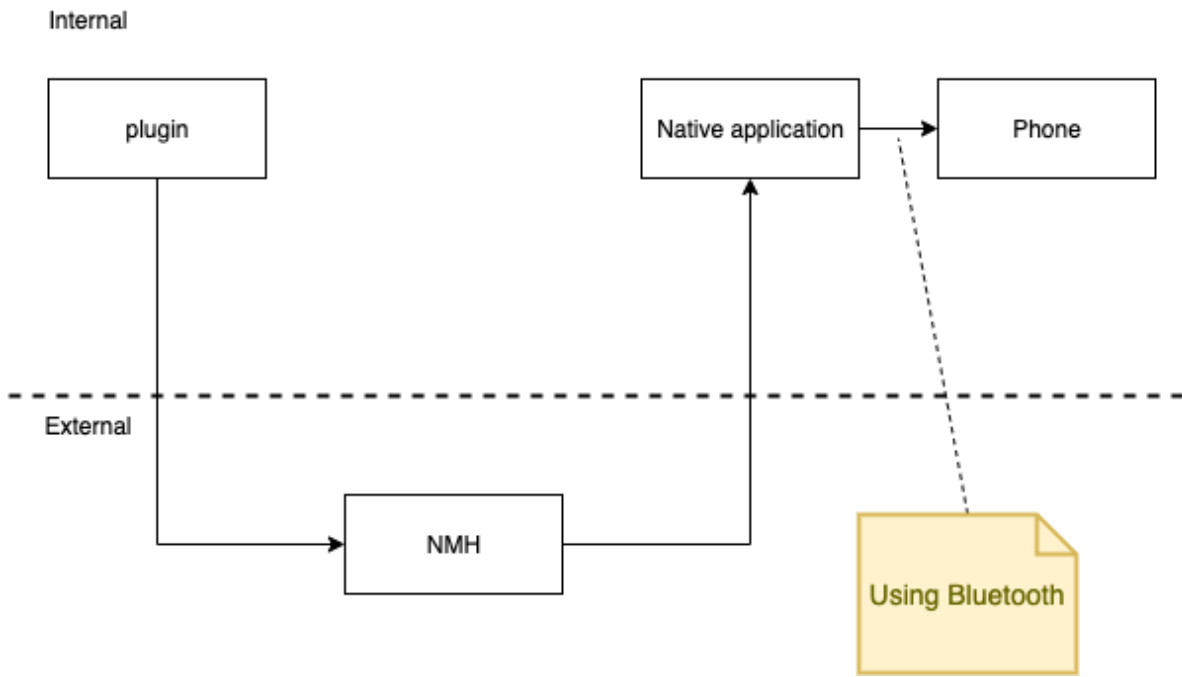 Internal
plugin
Native application
Phone
External
NMH
Using Bluetooth